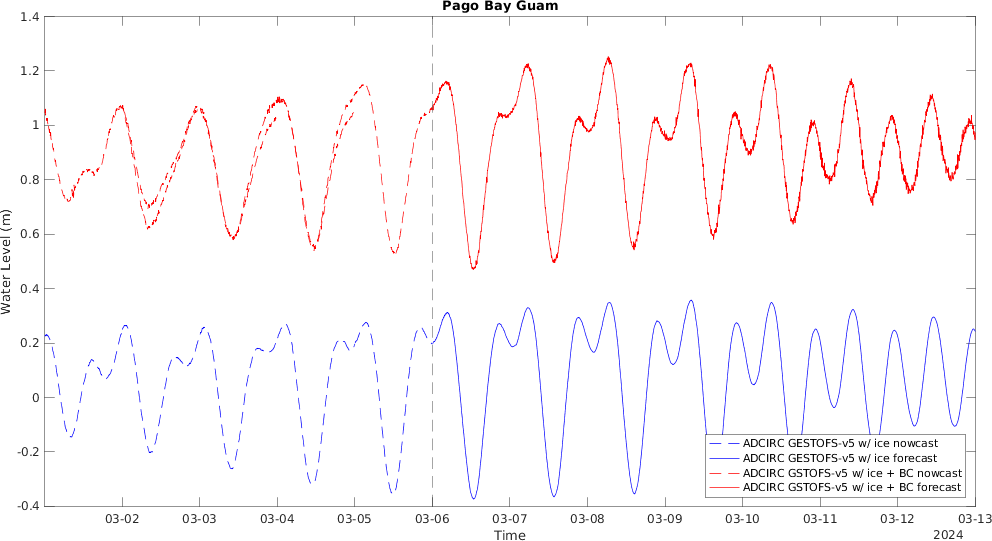 Pago Bay Guam
1.4
1.2
1
0.8
0.6
0.4
0.2
0
-0.2
-0.4
Water Level (m)
ADCIRC GESTOFS-v5 w/ ice nowcast
ADCIRC GESTOFS-v5 w/ ice forecast
ADCIRC GSTOFS-v5 w/ ice + BC nowcast
ADCIRC GSTOFS-v5 w/ ice + BC forecast
03-02 03-03 03-04 03-05 03-06 03-07 03-08 03-09 03-10 03-11 03-12 03-13
Time
2024